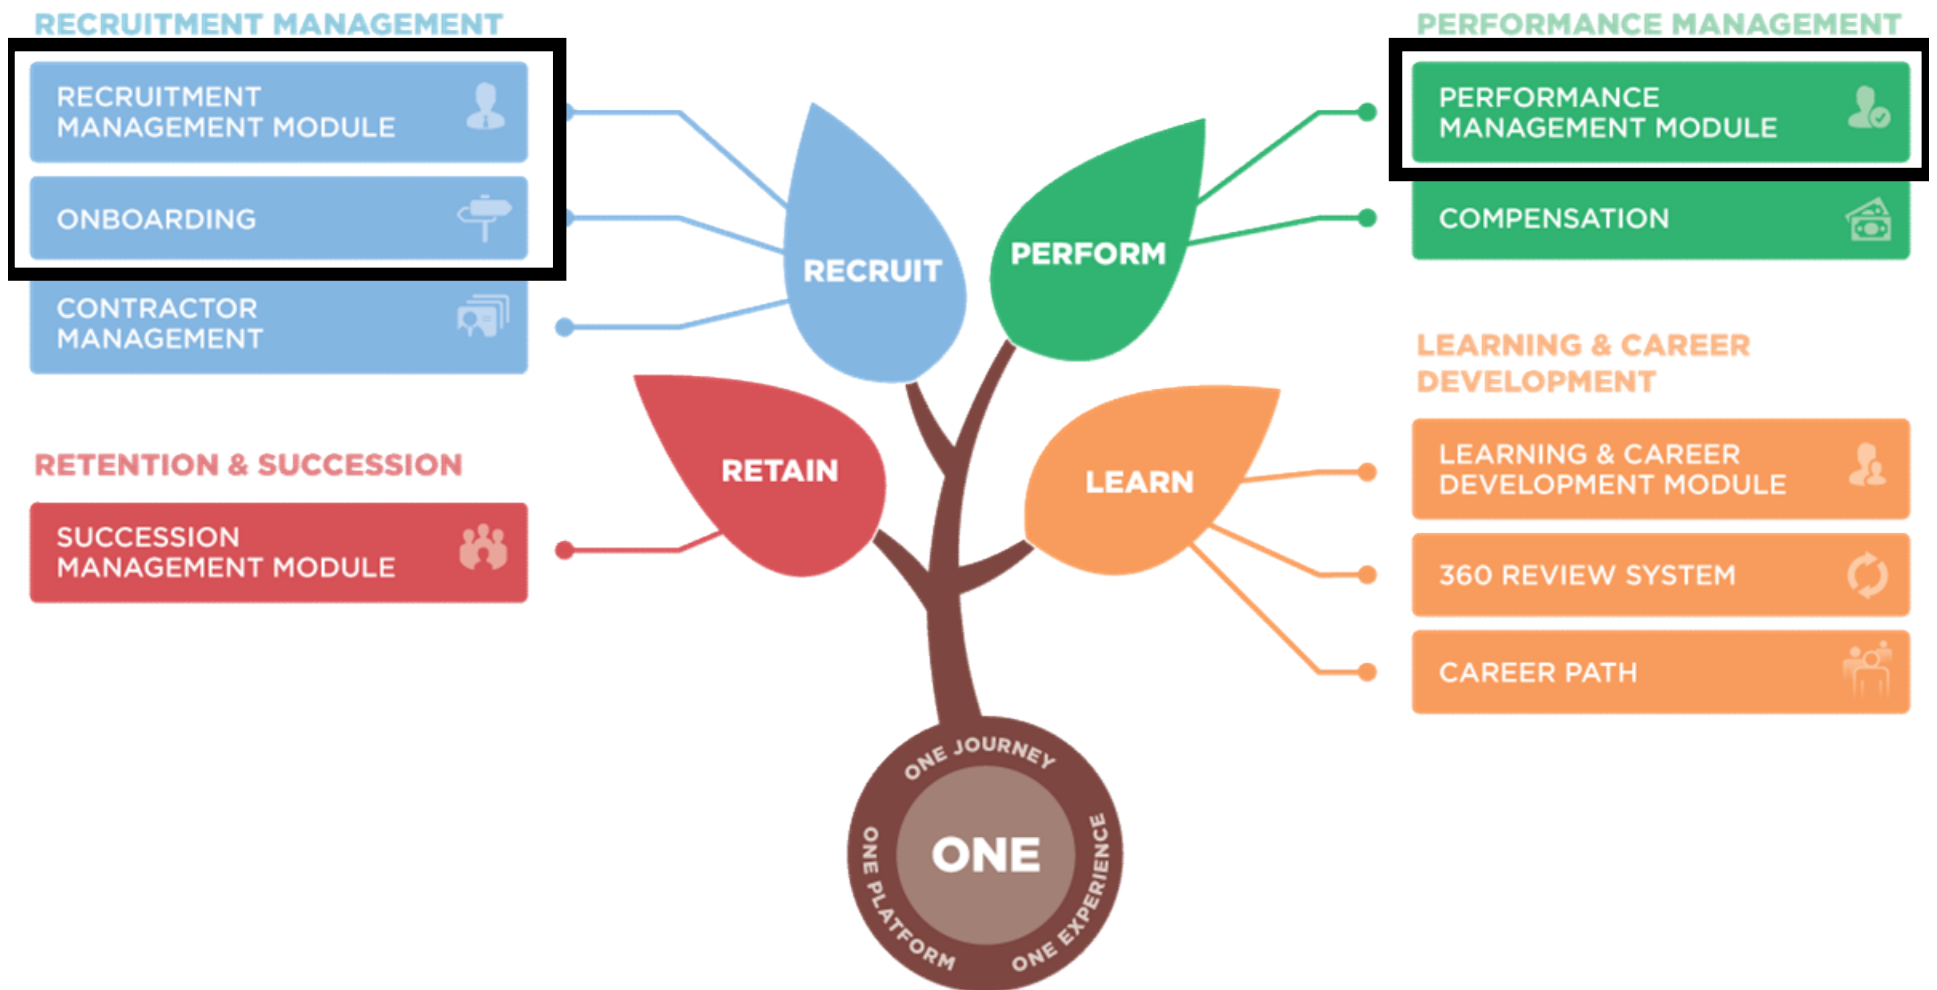 RECRUITMENT MANAGEMENT
RECRUITMENT
MANAGEMENT MODULE
ONBOARDING
CONTRACTOR
MANAGEMENT
RETENTION & SUCCESSION
SUCCESSION
MANAGEMENT MODULE
RECRUIT
PERFORM
RETAIN
LEARN
PERFORMANCE MANAGEMENT
PERFORMANCE
MANAGEMENT MODULE
COMPENSATION
LEARNING & CAREER
DEVELOPMENT
LEARNING & CAREER
DEVELOPMENT MODULE
360 REVIEW SYSTEM
CAREER PATH
ONE JOURNEY
ONE PLATFORM
ONE EXPERIENCE
ONE